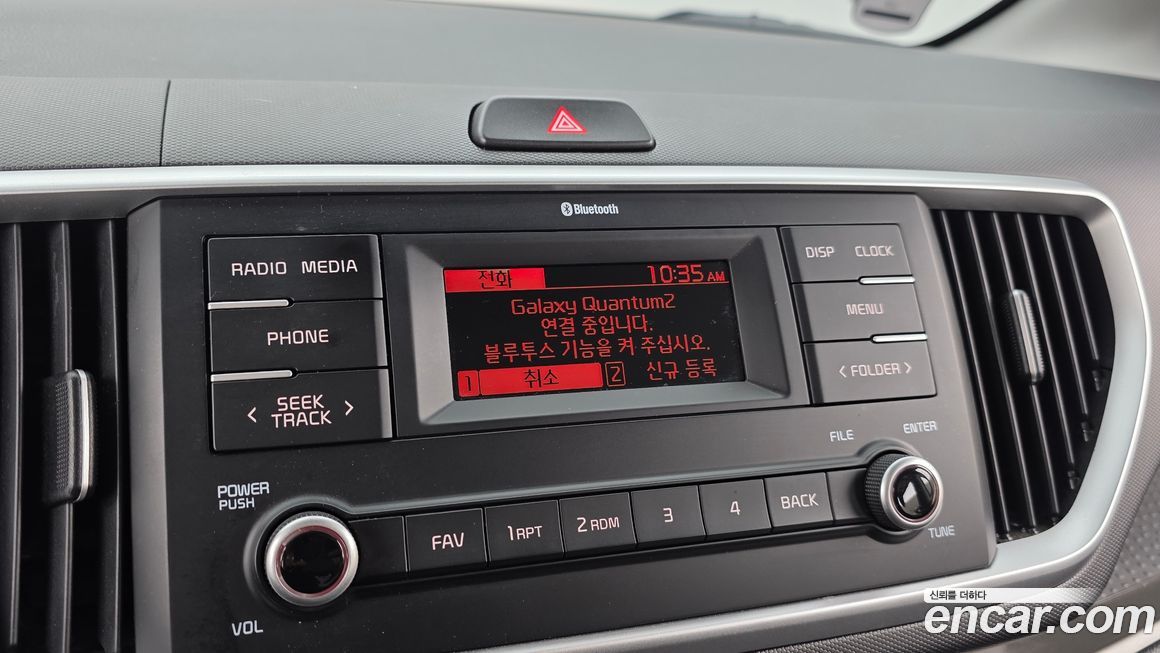 Bluetooth
RADIO MEDIA
PHONE
< SEEK TRACK >
전화 10:35 AM
Galaxy Quantum2
연결 중입니다.
블루투스 기능을 켜 주십시오.
1 취소 2 신규 등록
DISP CLOCK
MENU
< FOLDER >
FILE ENTER
POWER
PUSH
FAV 1 RPT 2 RDM 3 4 BACK
TUNE
VOL
신뢰를 더하다
encar.com